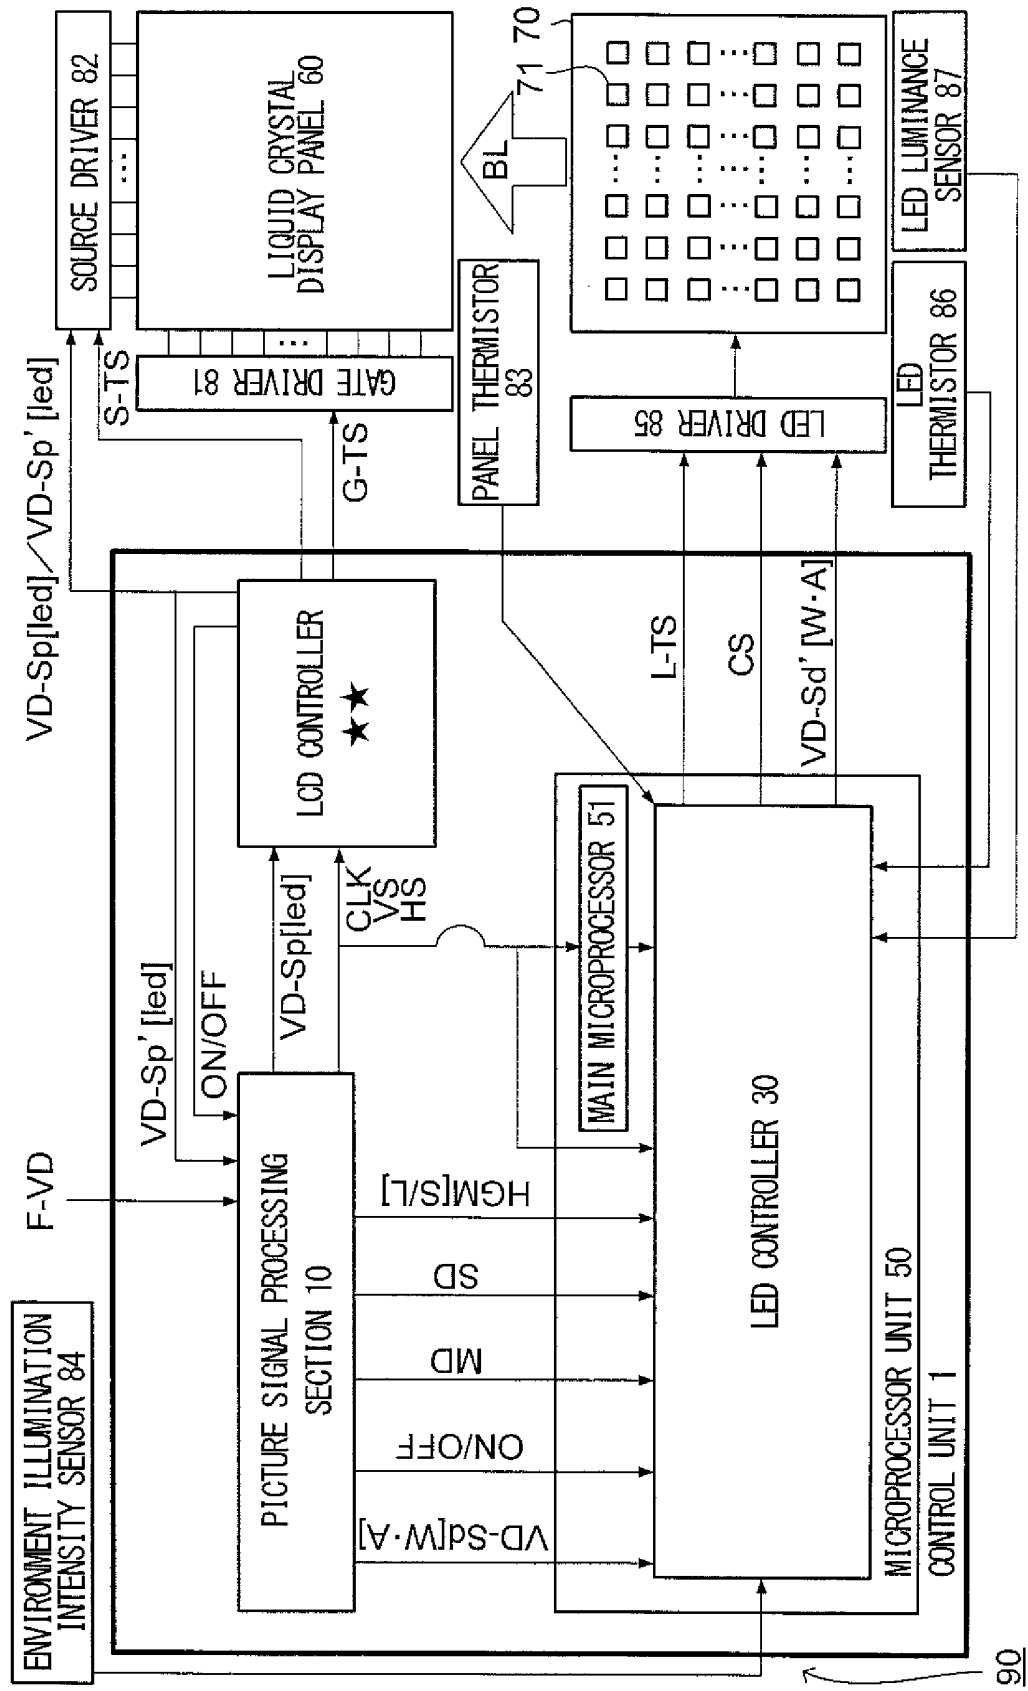 ENVIRONMENT ILLUMINATION
INTENSITY SENSOR 84
F-VD
VD-Sp' [led]
ON/OFF
VD-Sp[led]/VD-Sp' [led]
S-TS
SOURCE DRIVER 82
PICTURE SIGNAL PROCESSING
SECTION 10
VD-Sp[led]
CLK
VS
HS
LCD CONTROLLER
★★
G-TS
GATE DRIVER 81
LIQUID CRYSTAL
DISPLAY PANEL 60
VD-Sd[W·A]
ON/OFF
MD
SD
HGM[S/L]
MAIN MICROPROCESSOR 51
PANEL THERMISTOR
83
BL
71
70
LED CONTROLLER 30
L-TS
CS
VD-Sd' [W·A]
LED DRIVER 85
MICROPROCESSOR UNIT 50
CONTROL UNIT 1
LED
THERMISTOR 86
LED LUMINANCE
SENSOR 87
90